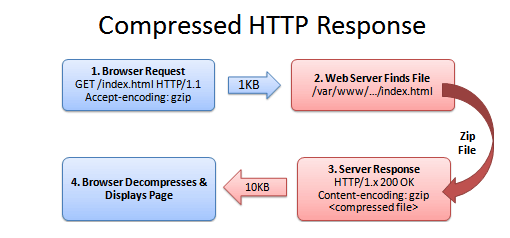 Compressed HTTP Response
1. Browser Request
GET /index.html HTTP/1.1
Accept-encoding: gzip
1KB
2. Web Server Finds File
/var/www/.../index.html
Zip
File
3. Server Response
HTTP/1.x 200 OK
Content-encoding: gzip
<compressed file>
10KB
4. Browser Decompresses &
Displays Page